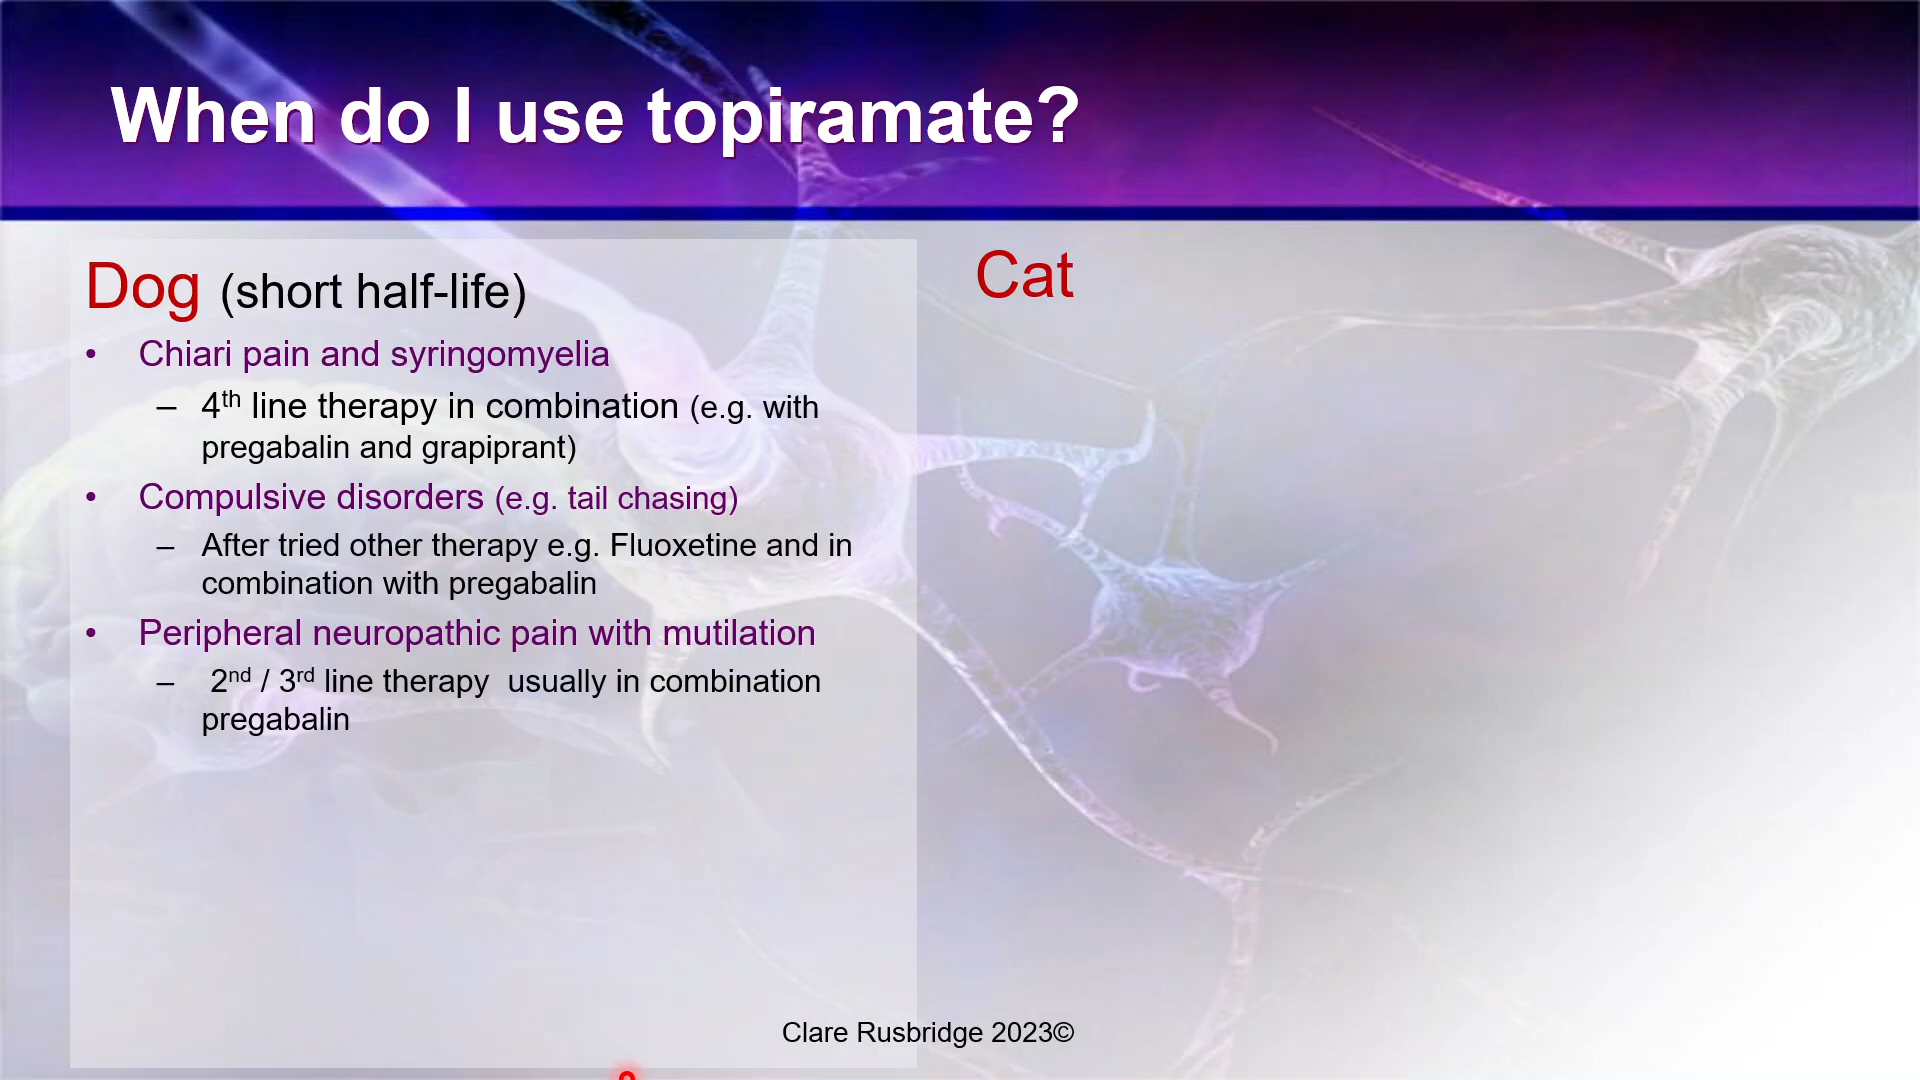 When do I use topiramate?
Dog (short half-life)
• Chiari pain and syringomyelia
– 4th line therapy in combination (e.g. with
pregabalin and grapiprant)
• Compulsive disorders (e.g. tail chasing)
– After tried other therapy e.g. Fluoxetine and in
combination with pregabalin
• Peripheral neuropathic pain with mutilation
– 2nd / 3rd line therapy  usually in combination
pregabalin
Cat
Clare Rusbridge 2023©